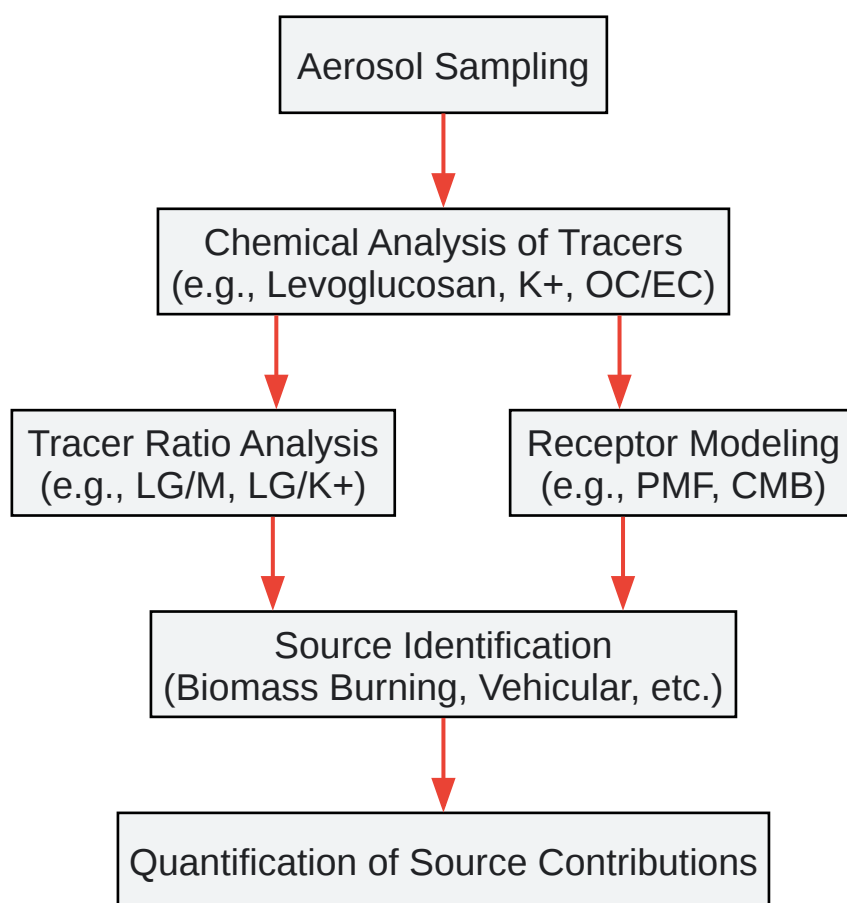 Aerosol Sampling
Chemical Analysis of Tracers
(e.g., Levoglucosan, K+, OC/EC)
Tracer Ratio Analysis
(e.g., LG/M, LG/K+)
Receptor Modeling
(e.g., PMF, CMB)
Source Identification
(Biomass Burning, Vehicular, etc.)
Quantification of Source Contributions